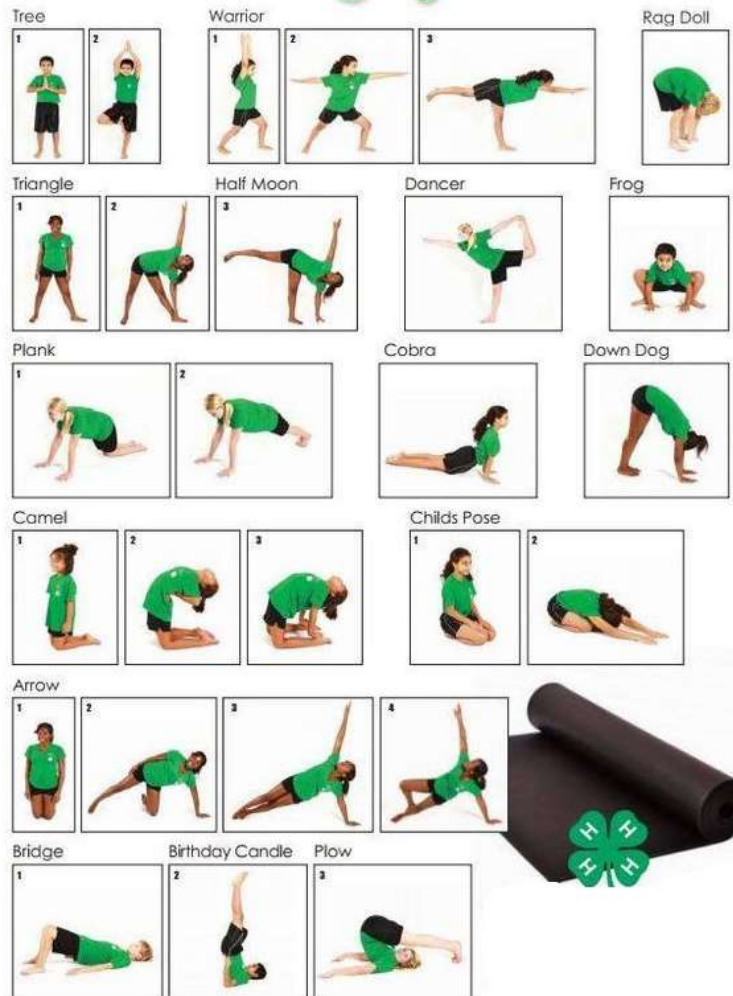 Tree Warrior Rag Doll
1 2 1 2 3
Triangle Half Moon Dancer Frog
1 2 3
Plank Cobra Down Dog
1 2
Camel Childs Pose
1 2 3 1 2
Arrow
1 2 3 4
H H
H H
Bridge Birthday Candle Plow
1 2 3